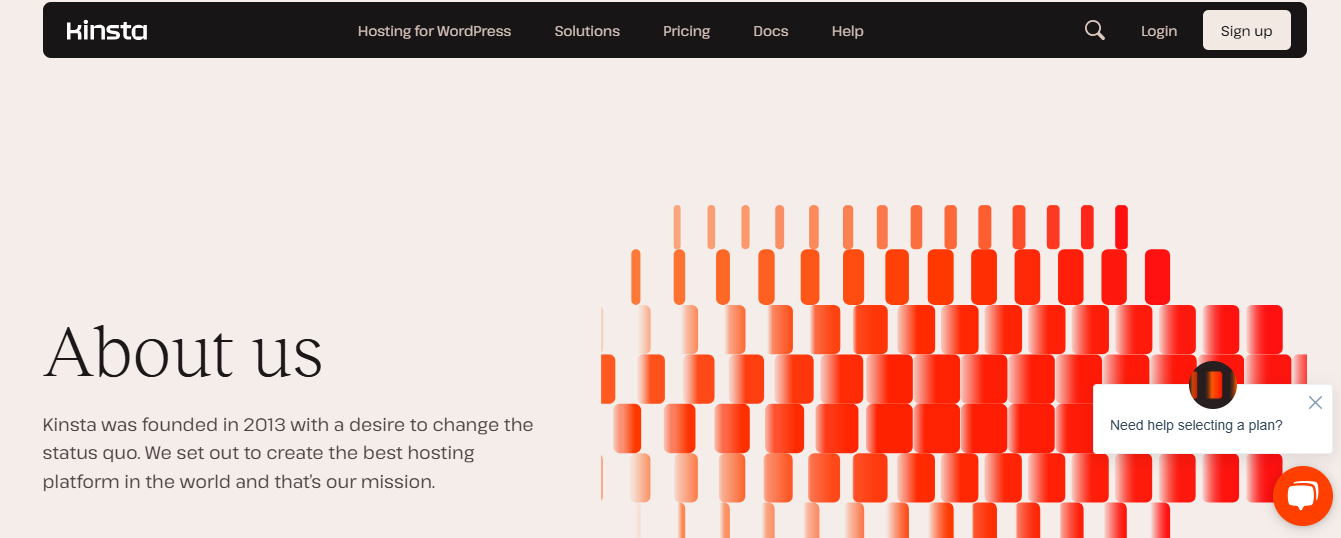 Kinsta
Hosting for WordPress
Solutions
Pricing
Docs
Help
Login
Sign up
About us
Kinsta was founded in 2013 with a desire to change the
status quo. We set out to create the best hosting
platform in the world and that's our mission.
Need help selecting a plan?